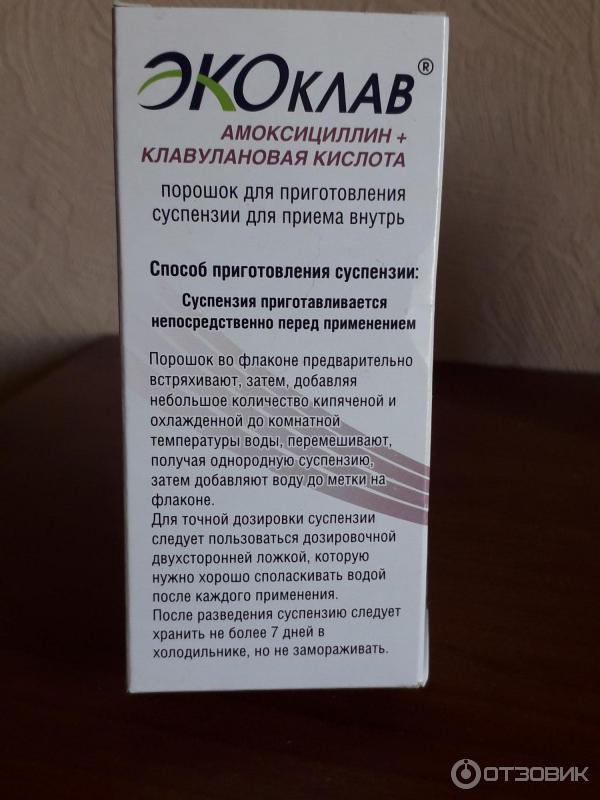 ЭКОКЛАВ®
АМОКСИЦИЛЛИН +
КЛАВУЛАНОВАЯ КИСЛОТА
порошок для приготовления
суспензии для приема внутрь
Способ приготовления суспензии:
Суспензия приготавливается
непосредственно перед применением
Порошок во флаконе предварительно
встряхивают, затем, добавляя
небольшое количество кипяченой и
охлажденной до комнатной
температуры воды, перемешивают,
получая однородную суспензию,
затем добавляют воду до метки на
флаконе.
Для точной дозировки суспензии
следует пользоваться дозировочной
двухсторонней ложкой, которую
нужно хорошо споласкивать водой
после каждого применения.
После разведения суспензию следует
хранить не более 7 дней в
холодильнике, но не замораживать.
ОТЗОВИК